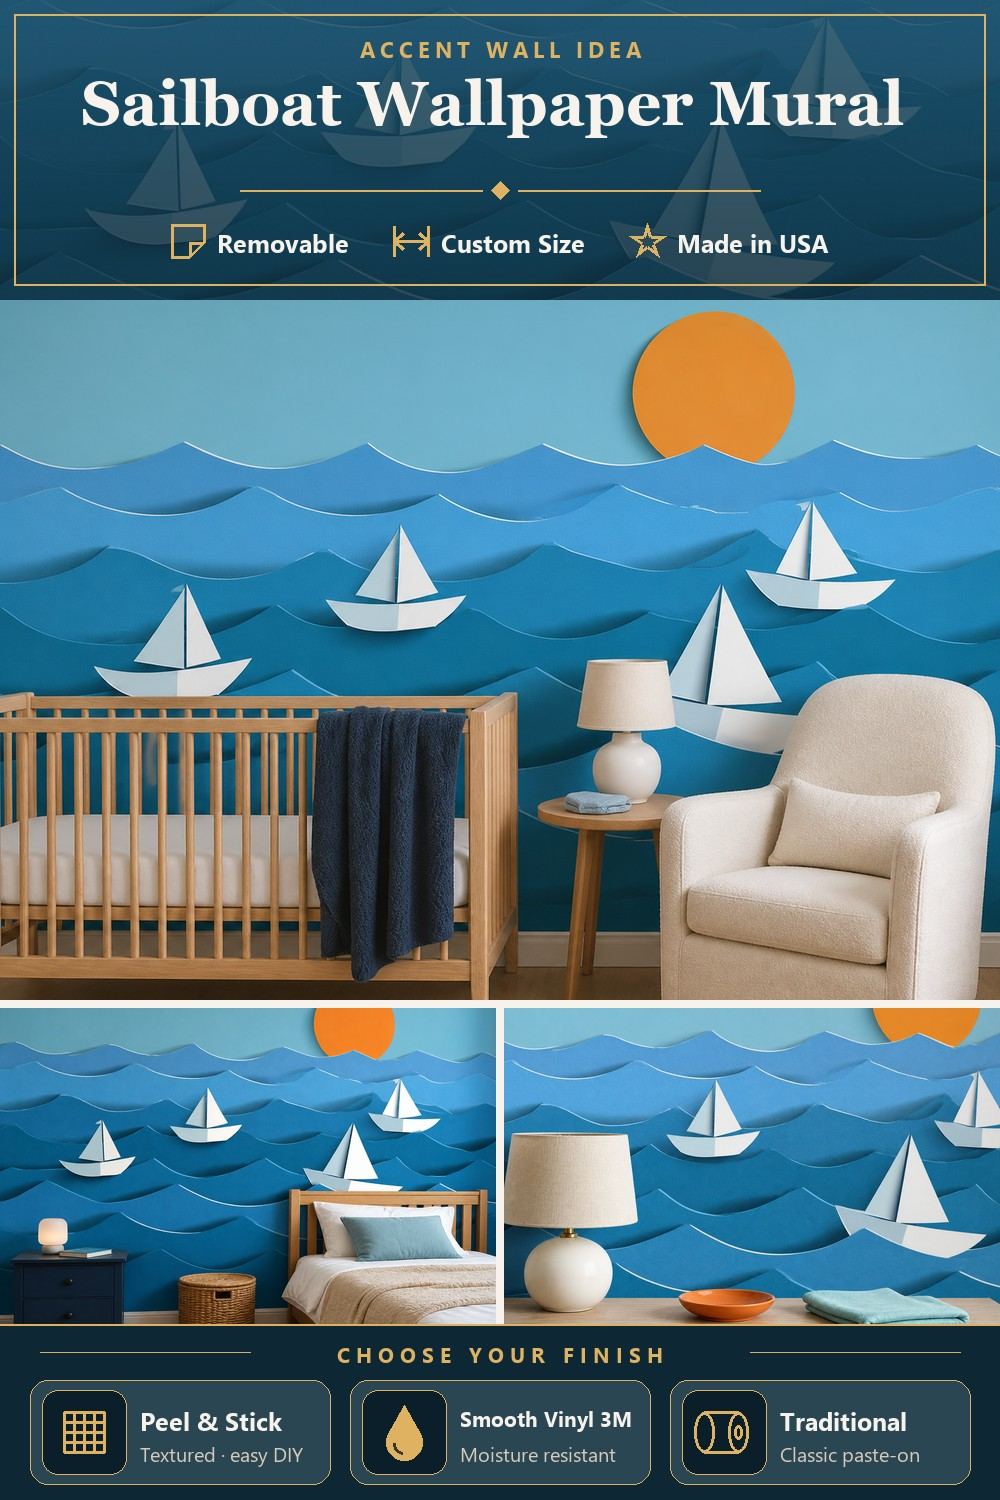 ACCENT WALL IDEA
Sailboat Wallpaper Mural
Removable
Custom Size
Made in USA
CHOOSE YOUR FINISH
Peel & Stick
Textured · easy DIY
Smooth Vinyl 3M
Moisture resistant
Traditional
Classic paste-on